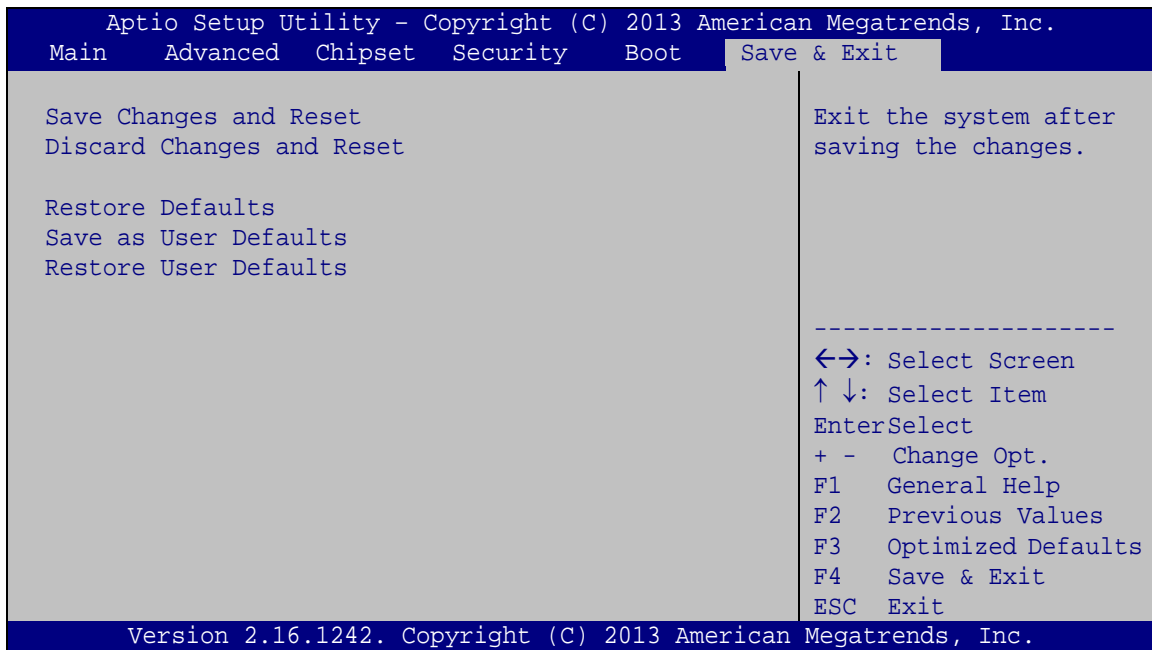 Aptio Setup Utility – Copyright (C) 2013 American Megatrends, Inc.
Main Advanced Chipset Security Boot Save & Exit
Save Changes and Reset
Discard Changes and Reset
Restore Defaults
Save as User Defaults
Restore User Defaults
Exit the system after
saving the changes.
---------------------
←→: Select Screen
↑ ↓: Select Item
EnterSelect
+ - Change Opt.
F1 General Help
F2 Previous Values
F3 Optimized Defaults
F4 Save & Exit
ESC Exit
Version 2.16.1242. Copyright (C) 2013 American Megatrends, Inc.